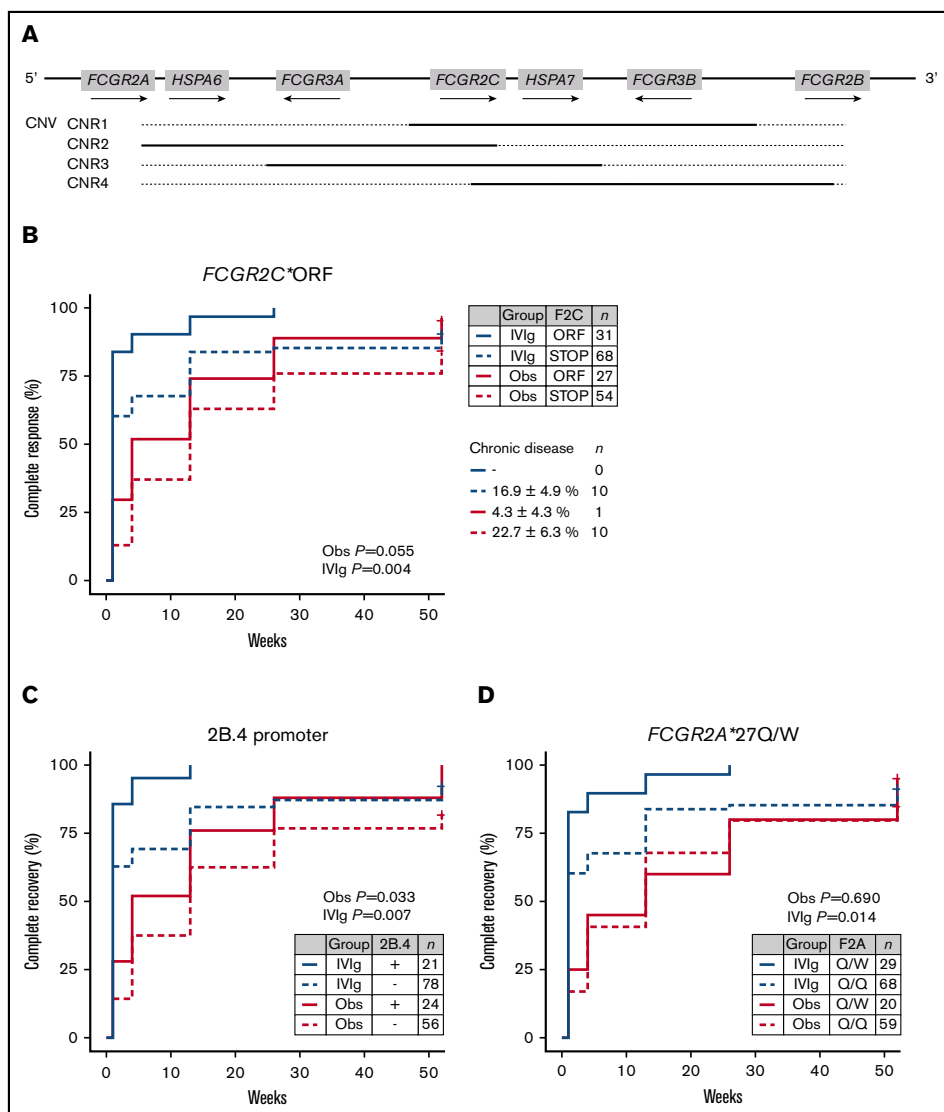 A
5’ FCGR2A HSPA6 FCGR3A FCGR2C HSPA7 FCGR3B FCGR2B 3’
CNV CNR1
CNR2
CNR3
CNR4
B
FCGR2C*ORF
100
75
50
25
0
Complete response (%)
0 10 20 30 40 50
Weeks
Obs P=0.055
IVIg P=0.004
Group F2C n
IVIg ORF 31
IVIg STOP 68
Obs ORF 27
Obs STOP 54
Chronic disease n
- 0
16.9 ± 4.9 % 10
4.3 ± 4.3 % 1
22.7 ± 6.3 % 10
C
2B.4 promoter
100
75
50
25
0
Complete recovery (%)
0 10 20 30 40 50
Weeks
Obs P=0.033
IVIg P=0.007
Group 2B.4 n
IVIg + 21
IVIg - 78
Obs + 24
Obs - 56
D
FCGR2A*27Q/W
100
75
50
25
0
Complete recovery (%)
0 10 20 30 40 50
Weeks
Obs P=0.690
IVIg P=0.014
Group F2A n
IVIg Q/W 29
IVIg Q/Q 68
Obs Q/W 20
Obs Q/Q 59